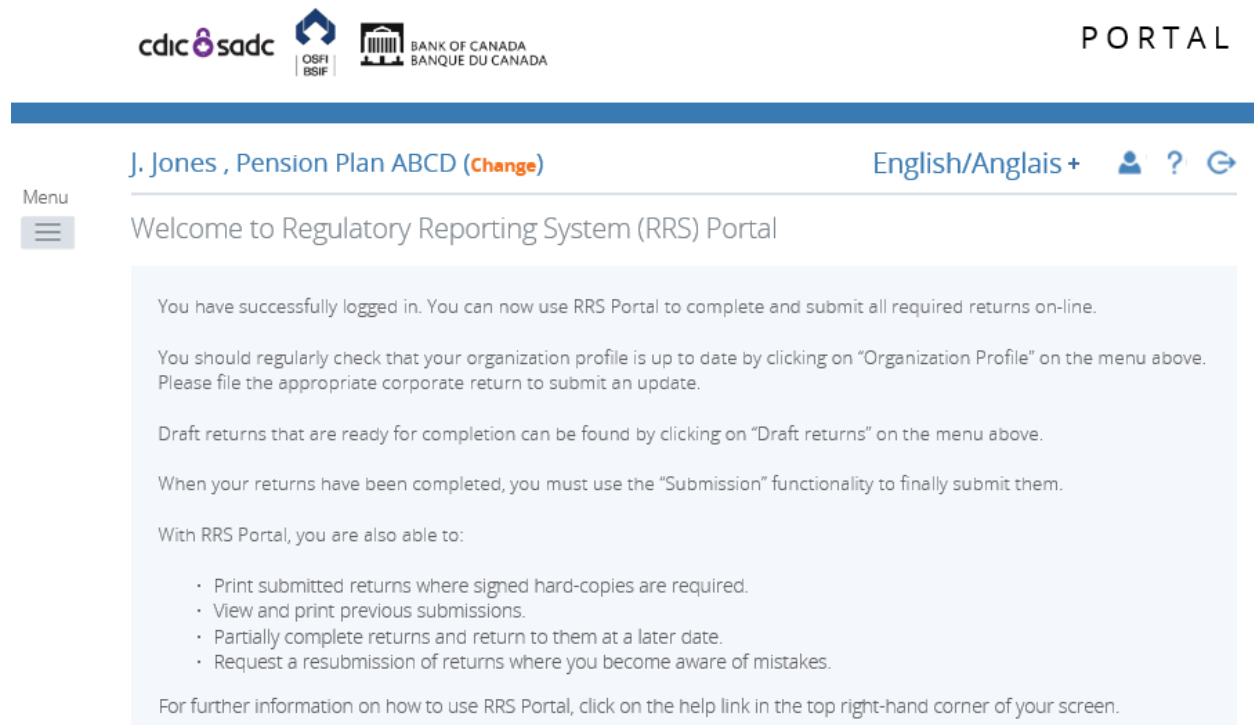 cdic sadc
OSFI
BSIF
BANK OF CANADA
BANQUE DU CANADA
PORTAL
J. Jones , Pension Plan ABCD (Change)
English/Anglais +
?
Menu
Welcome to Regulatory Reporting System (RRS) Portal
You have successfully logged in. You can now use RRS Portal to complete and submit all required returns on-line.
You should regularly check that your organization profile is up to date by clicking on “Organization Profile” on the menu above.
Please file the appropriate corporate return to submit an update.
Draft returns that are ready for completion can be found by clicking on “Draft returns” on the menu above.
When your returns have been completed, you must use the “Submission” functionality to finally submit them.
With RRS Portal, you are also able to:
· Print submitted returns where signed hard-copies are required.
· View and print previous submissions.
· Partially complete returns and return to them at a later date.
· Request a resubmission of returns where you become aware of mistakes.
For further information on how to use RRS Portal, click on the help link in the top right-hand corner of your screen.